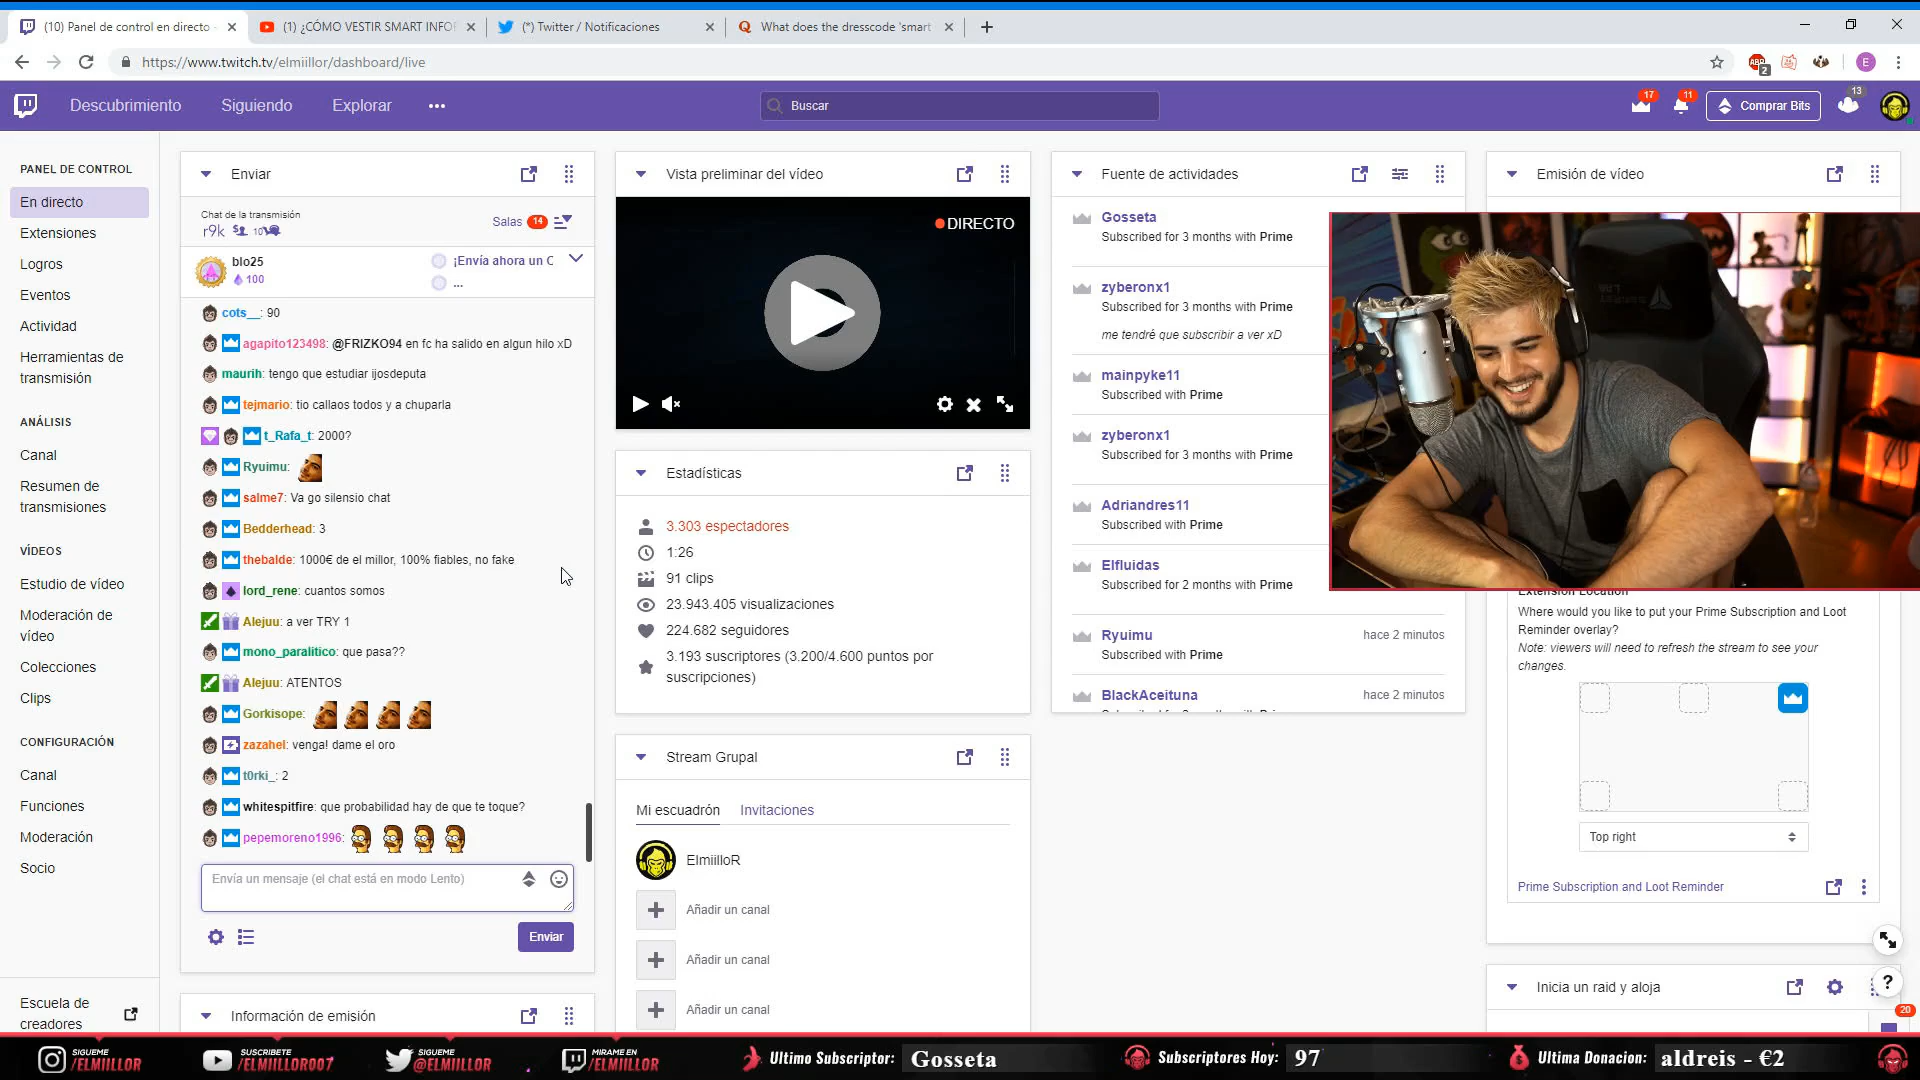 (10) Panel de control en directo -
(1) ¿CÓMO VESTIR SMART INFOR
(*) Twitter / Notificaciones
What does the dresscode 'smart
https://www.twitch.tv/elmiillor/dashboard/live
ABP
2
E
Descubrimiento
Siguiendo
Explorar
Buscar
17
11
Comprar Bits
13
PANEL DE CONTROL
En directo
Extensiones
Logros
Eventos
Actividad
Herramientas de
transmisión
ANÁLISIS
Canal
Resumen de
transmisiones
VÍDEOS
Estudio de vídeo
Moderación de
vídeo
Colecciones
Clips
CONFIGURACIÓN
Canal
Funciones
Moderación
Socio
Escuela de
creadores
Enviar
Chat de la transmisión
r9k
10
Salas 14
blo25
100
¡Envía ahora un C
...
cots__: 90
agapito123498: @FRIZKO94 en fc ha salido en algun hilo xD
maurih: tengo que estudiar ijosdeputa
tejmario: tio callaos todos y a chuparla
t_Rafa_t: 2000?
Ryuimu:
salme7: Va go silensio chat
Bedderhead: 3
thebalde: 1000€ de el millor, 100% fiables, no fake
lord_rene: cuantos somos
Alejuu: a ver TRY 1
mono_paralitico: que pasa??
Alejuu: ATENTOS
Gorkisope:
zazahel: venga! dame el oro
t0rki_: 2
whitespitfire: que probabilidad hay de que te toque?
pepemoreno1996:
Envía un mensaje (el chat está en modo Lento)
Enviar
Información de emisión
Vista preliminar del vídeo
DIRECTO
Estadísticas
3.303 espectadores
1:26
91 clips
23.943.405 visualizaciones
224.682 seguidores
3.193 suscriptores (3.200/4.600 puntos por
suscripciones)
Stream Grupal
Mi escuadrón
Invitaciones
ElmiilloR
Añadir un canal
Añadir un canal
Añadir un canal
Fuente de actividades
Gosseta
Subscribed for 3 months with Prime
zyberonx1
Subscribed for 3 months with Prime
me tendré que subscribir a ver xD
mainpyke11
Subscribed with Prime
zyberonx1
Subscribed for 3 months with Prime
Adriandres11
Subscribed with Prime
Elfluidas
Subscribed for 2 months with Prime
Ryuimu
hace 2 minutos
Subscribed with Prime
BlackAceituna
hace 2 minutos
Emisión de vídeo
Extension Location
Where would you like to put your Prime Subscription and Loot
Reminder overlay?
Note: viewers will need to refresh the stream to see your
changes.
Top right
Prime Subscription and Loot Reminder
Inicia un raid y aloja
?
20
SIGUEME
/ELMIILLOR
SUSCRIBETE
/ELMIILLOR007
SIGUEME
@ELMIILLOR
MIRAME EN
/ELMIILLOR
Ultimo Subscriptor: Gosseta
Subscriptores Hoy: 97
Ultima Donacion: aldreis - €2